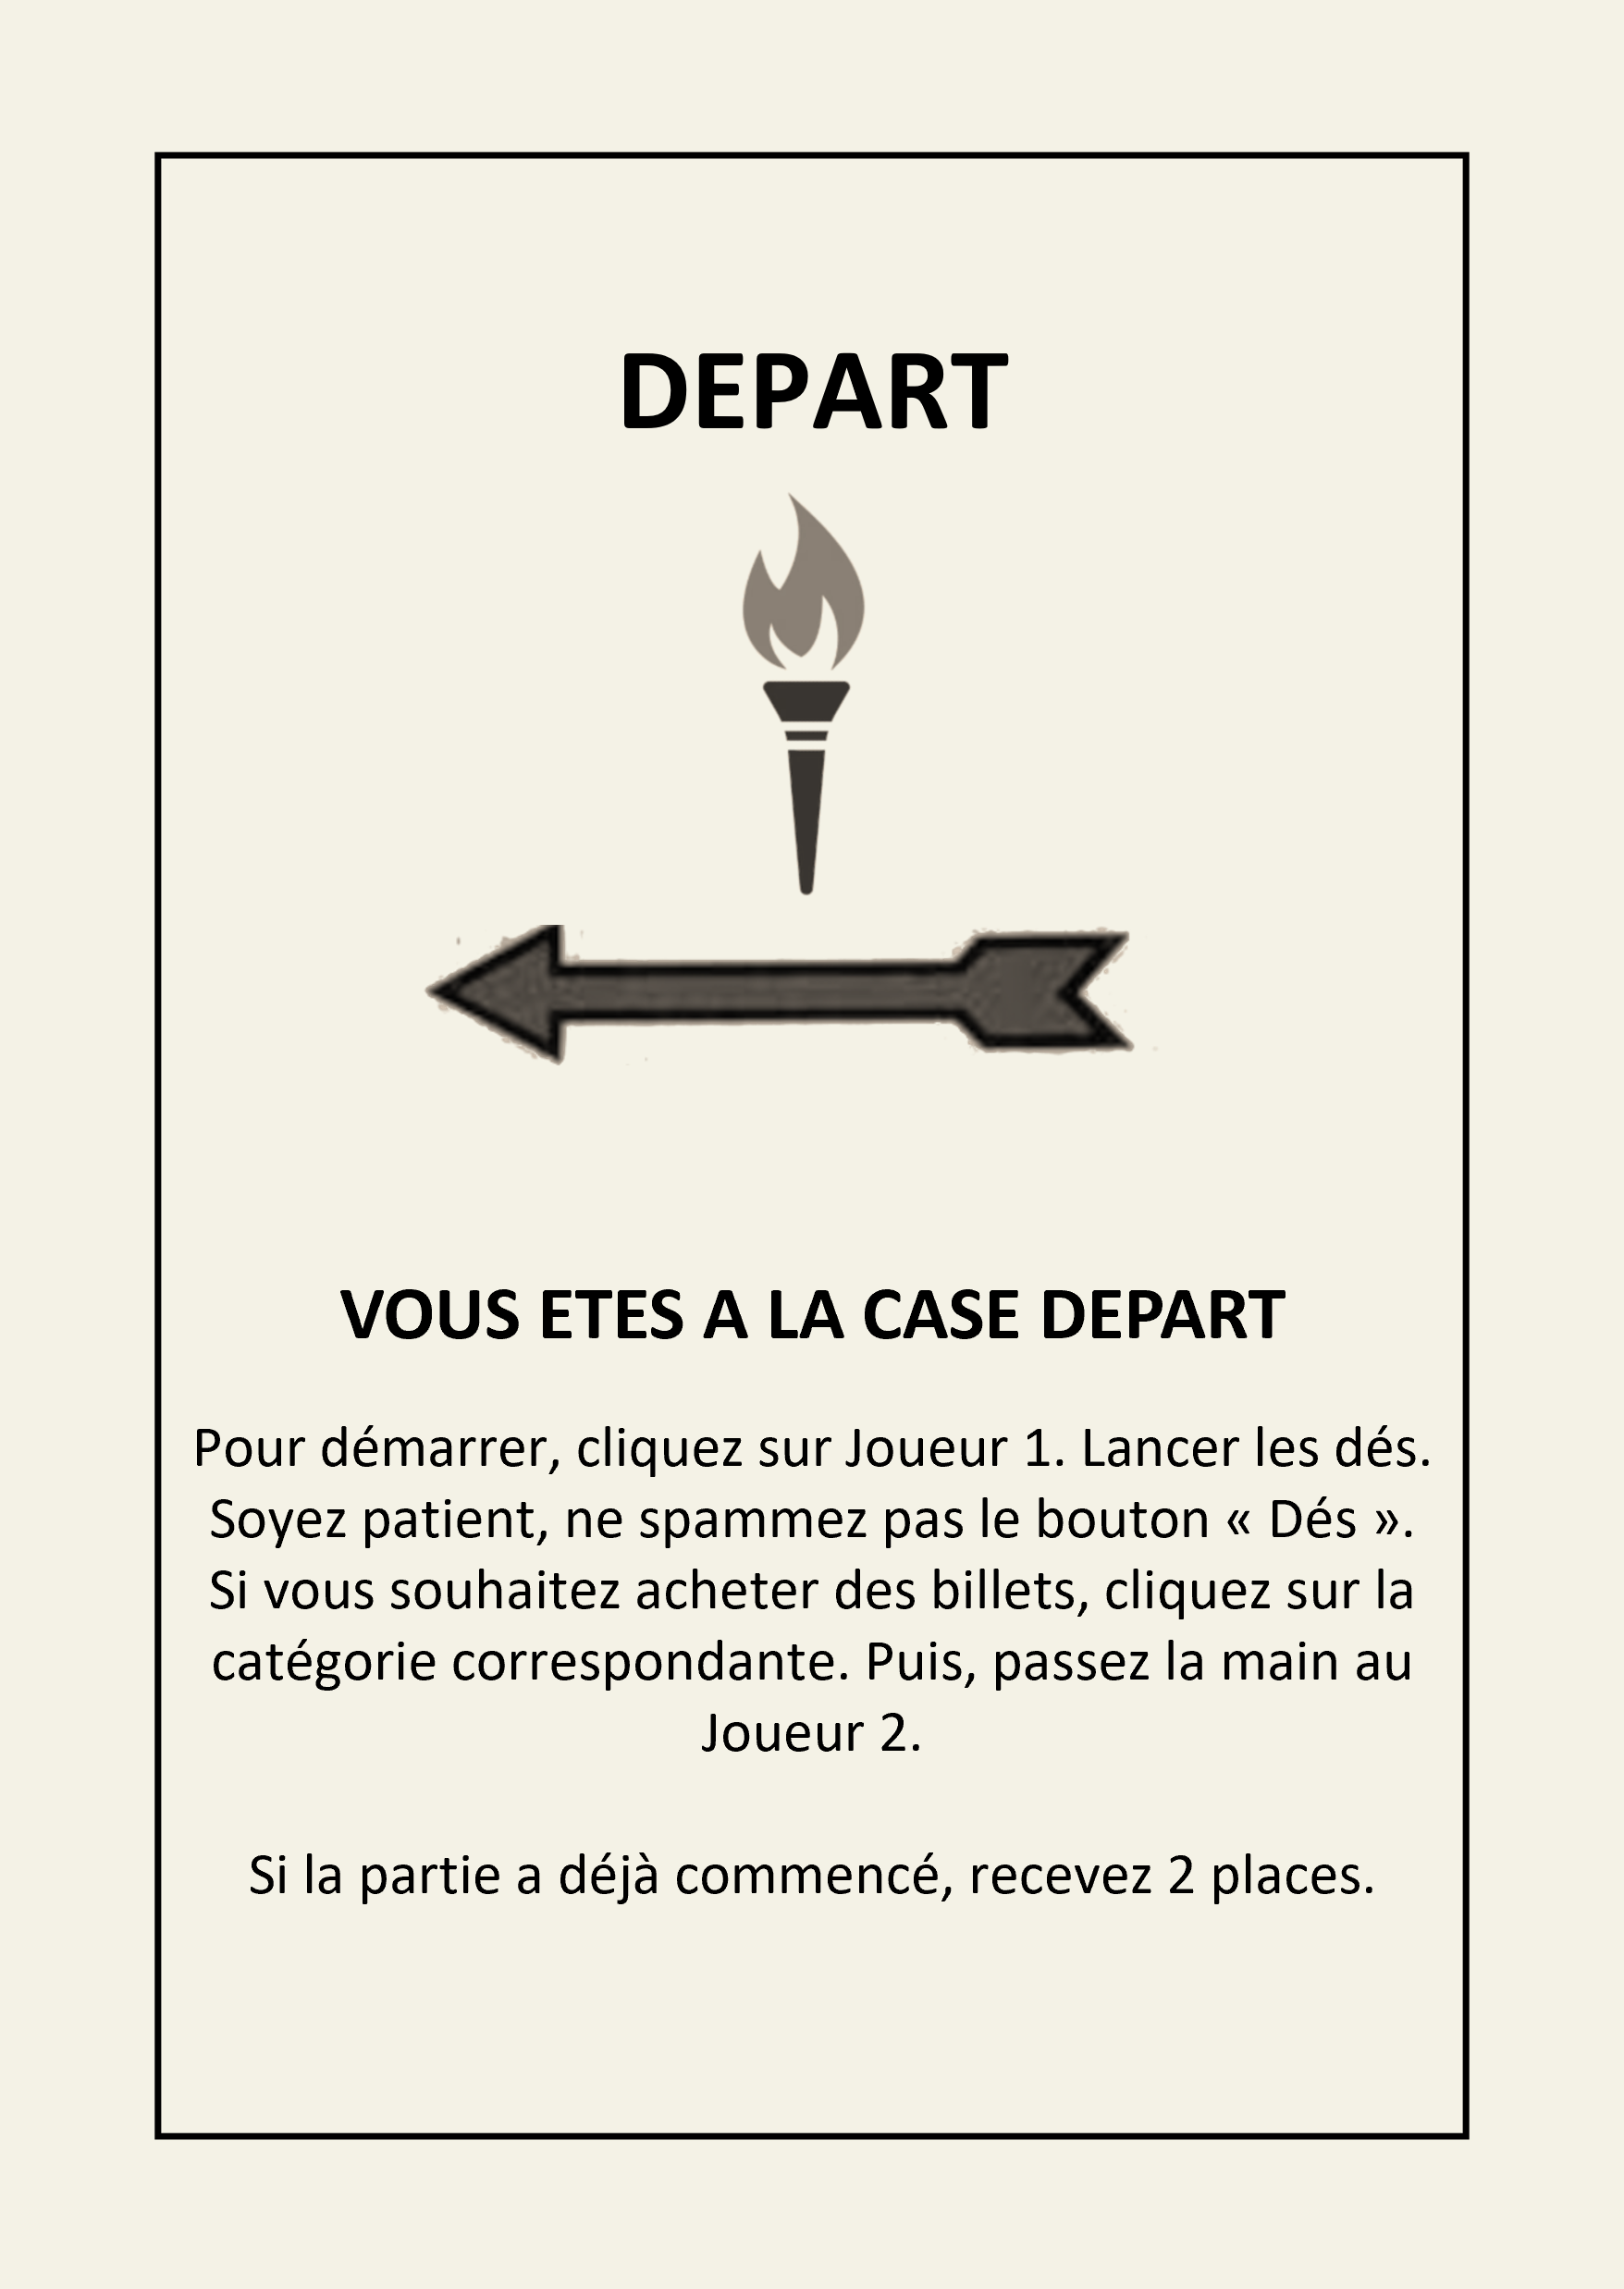 DEPART
VOUS ETES A LA CASE DEPART
Pour démarrer, cliquez sur Joueur 1. Lancer les dés.
Soyez patient, ne spammez pas le bouton « Dés ».
Si vous souhaitez acheter des billets, cliquez sur la
catégorie correspondante. Puis, passez la main au
Joueur 2.
Si la partie a déjà commencé, recevez 2 places.